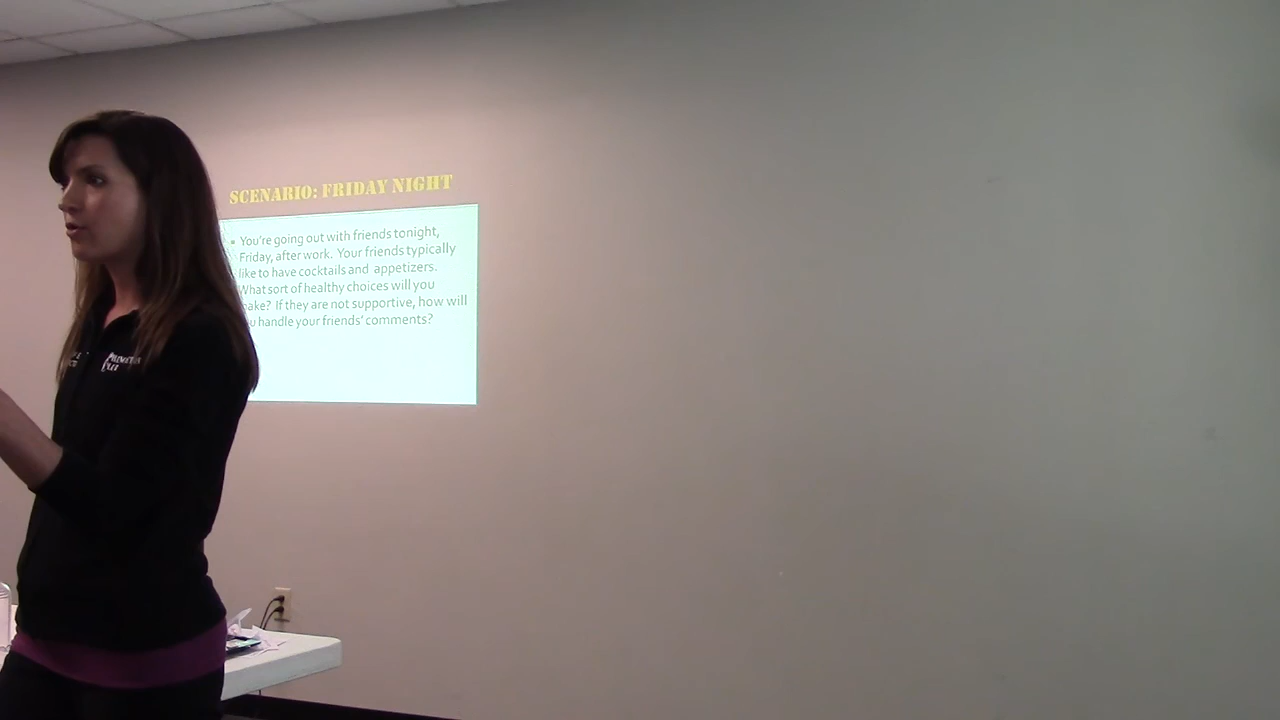 SCENARIO: FRIDAY NIGHT
You're going out with friends tonight,
Friday, after work. Your friends typically
like to have cocktails and appetizers.
What sort of healthy choices will you
make? If they are not supportive, how will
you handle your friends' comments?